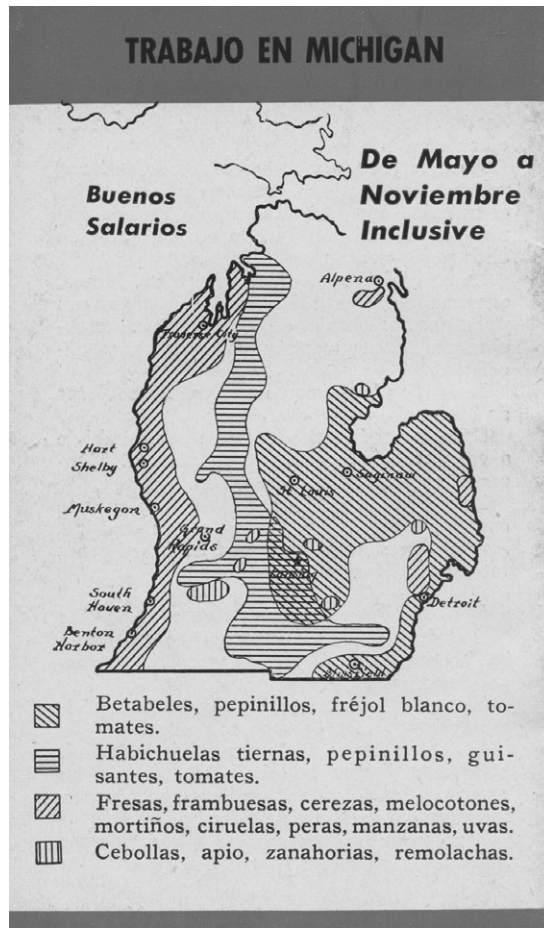 TRABAJO EN MICHIGAN
Buenos
Salarios
De Mayo a
Noviembre
Inclusive
Alpena
Traverse City
Hart
Shelby
St Louis
Saginaw
Muskegon
Grand
Rapids
Lansing
South
Haven
Detroit
Benton
Harbor
Blissfield
Betabeles, pepinillos, fréjol blanco, to-
mates.
Habichuelas tiernas, pepinillos, gui-
santes, tomates.
Fresas, frambuesas, cerezas, melocotones,
mortiños, ciruelas, peras, manzanas, uvas.
Cebollas, apio, zanahorias, remolachas.